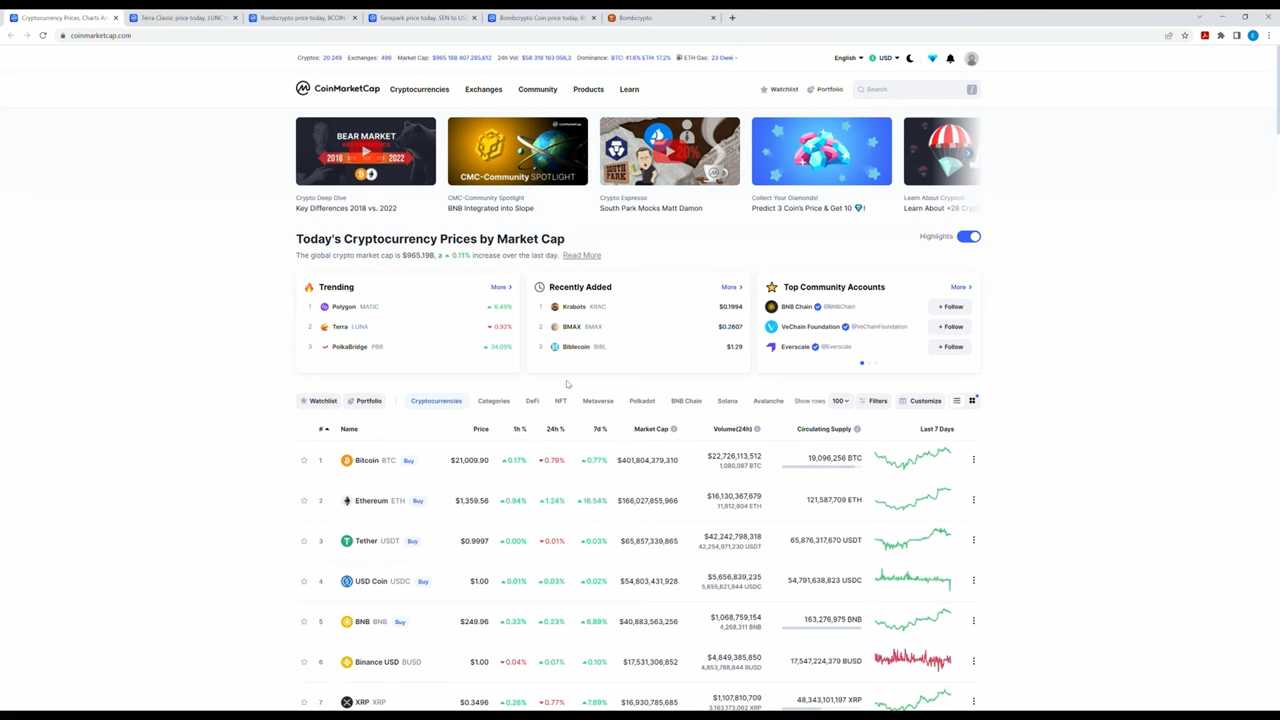 Cryptocurrency Prices, Charts An
Terra Classic price today, LUNC t
Bombcrypto price today, BCOIN
Senspark price today, SEN to US
Bombcrypto Coin price today, B
Bombcrypto
coinmarketcap.com
Cryptos: 20 249 Exchanges: 498 Market Cap: $965 188 407 285,612 24h Vol: $58 318 163 056,3 Dominance: BTC: 41.6% ETH: 17.2% ETH Gas: 23 Gwei
English USD
CoinMarketCap Cryptocurrencies Exchanges Community Products Learn Watchlist Portfolio Search /
BEAR MARKET
2018 2022
CoinMarketCap
CMC-Community SPOTLIGHT
SOUTH PARK
20%
Crypto Deep Dive
Key Differences 2018 vs. 2022
CMC-Community Spotlight
BNB Integrated into Slope
Crypto Espresso
South Park Mocks Matt Damon
Collect Your Diamonds!
Predict 3 Coin's Price & Get 10 💎!
Learn About Cryptos
Learn About +28 Cryp
Today's Cryptocurrency Prices by Market Cap
Highlights
The global crypto market cap is $965.19B, a 0.11% increase over the last day. Read More
Trending More
1 Polygon MATIC 6.49%
2 Terra LUNA 0.92%
3 PolkaBridge PBR 34.09%
Recently Added More
1 Krabots KRAC $0.1994
2 BMAX BMAX $0.2607
3 Biblecoin BIBL $1.29
Top Community Accounts More
BNB Chain @BNBChain + Follow
VeChain Foundation @VeChainFoundation + Follow
Everscale @Everscale + Follow
Watchlist Portfolio Cryptocurrencies Categories DeFi NFT Metaverse Polkadot BNB Chain Solana Avalanche Show rows 100 Filters Customize
# Name Price 1h % 24h % 7d % Market Cap Volume(24h) Circulating Supply Last 7 Days
1 Bitcoin BTC Buy $21,009.90 0.17% 0.79% 0.77% $401,804,379,310 $22,726,113,512 19,096,256 BTC
1,080,087 BTC
2 Ethereum ETH Buy $1,359.56 0.94% 1.24% 16.54% $166,027,855,966 $16,130,367,679 121,587,709 ETH
11,812,804 ETH
3 Tether USDT Buy $0.9997 0.00% 0.01% 0.03% $65,857,339,865 $42,242,798,318 65,876,317,670 USDT
42,254,971,230 USDT
4 USD Coin USDC Buy $1.00 0.01% 0.03% 0.02% $54,803,431,928 $5,656,839,235 54,791,638,823 USDC
5,655,621,944 USDC
5 BNB BNB Buy $249.96 0.33% 0.23% 6.89% $40,883,563,256 $1,068,759,154 163,276,975 BNB
4,268,311 BNB
6 Binance USD BUSD $1.00 0.04% 0.07% 0.10% $17,531,306,852 $4,849,385,850 17,547,224,379 BUSD
4,853,788,844 BUSD
7 XRP XRP $0.3496 0.26% 0.77% 7.69% $16,930,785,685 $1,107,810,709 48,343,101,197 XRP
3,163,173,062 XRP